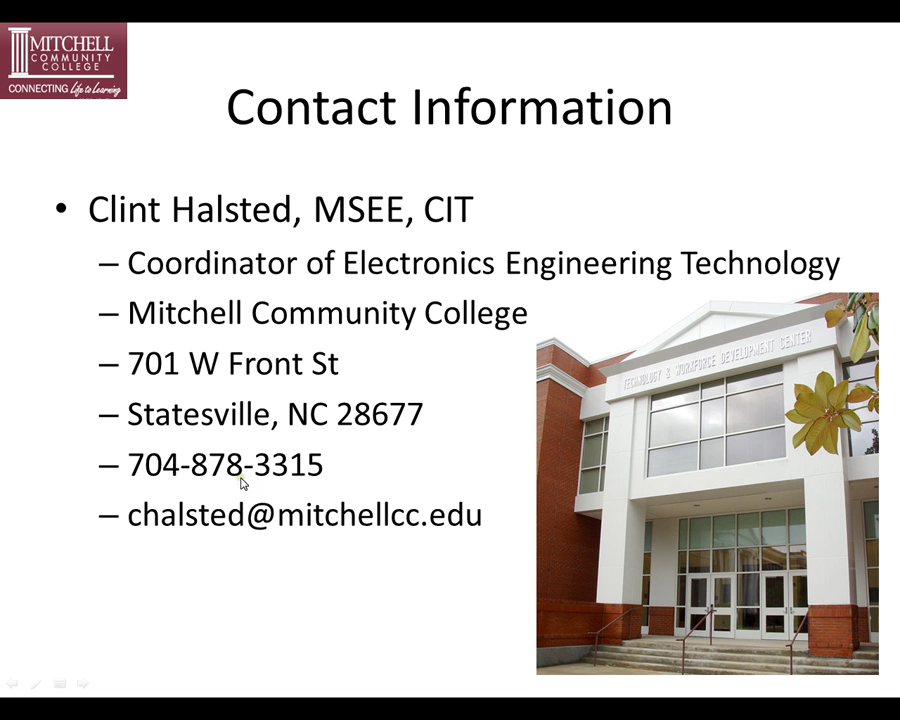 MITCHELL
COMMUNITY
COLLEGE
CONNECTING Life to Learning
Contact Information
• Clint Halsted, MSEE, CIT
– Coordinator of Electronics Engineering Technology
– Mitchell Community College
– 701 W Front St
– Statesville, NC 28677
– 704-878-3315
– chalsted@mitchellcc.edu
TECHNOLOGY & WORKFORCE DEVELOPMENT CENTER